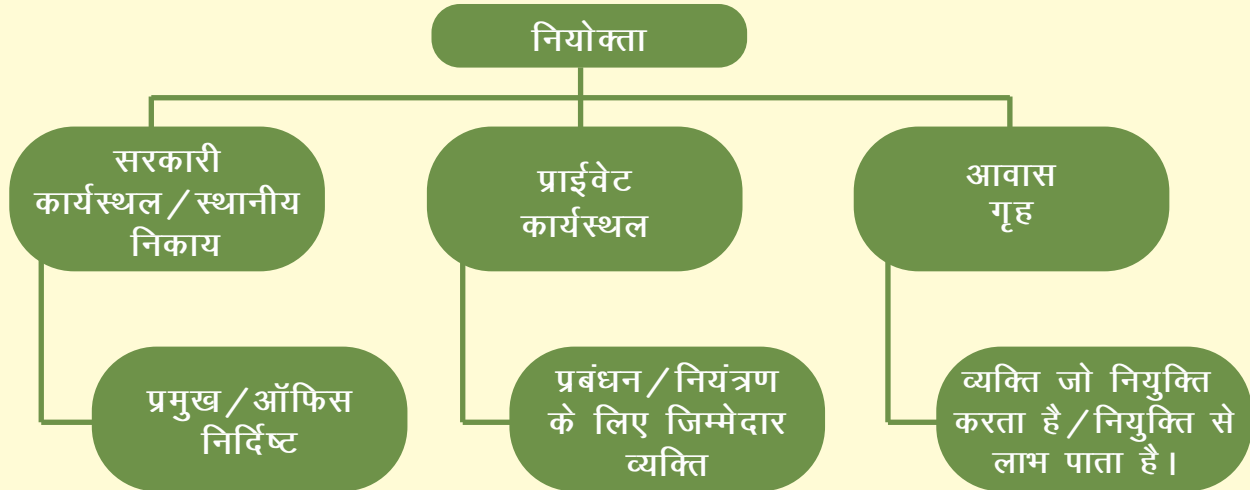 नियोक्ता
सरकारी
कार्यस्थल/स्थानीय
निकाय
प्राईवेट
कार्यस्थल
आवास
गृह
प्रमुख/ऑफिस
निर्दिष्ट
प्रबंधन/नियंत्रण
के लिए जिम्मेदार
व्यक्ति
व्यक्ति जो नियुक्ति
करता है/नियुक्ति से
लाभ पाता है।